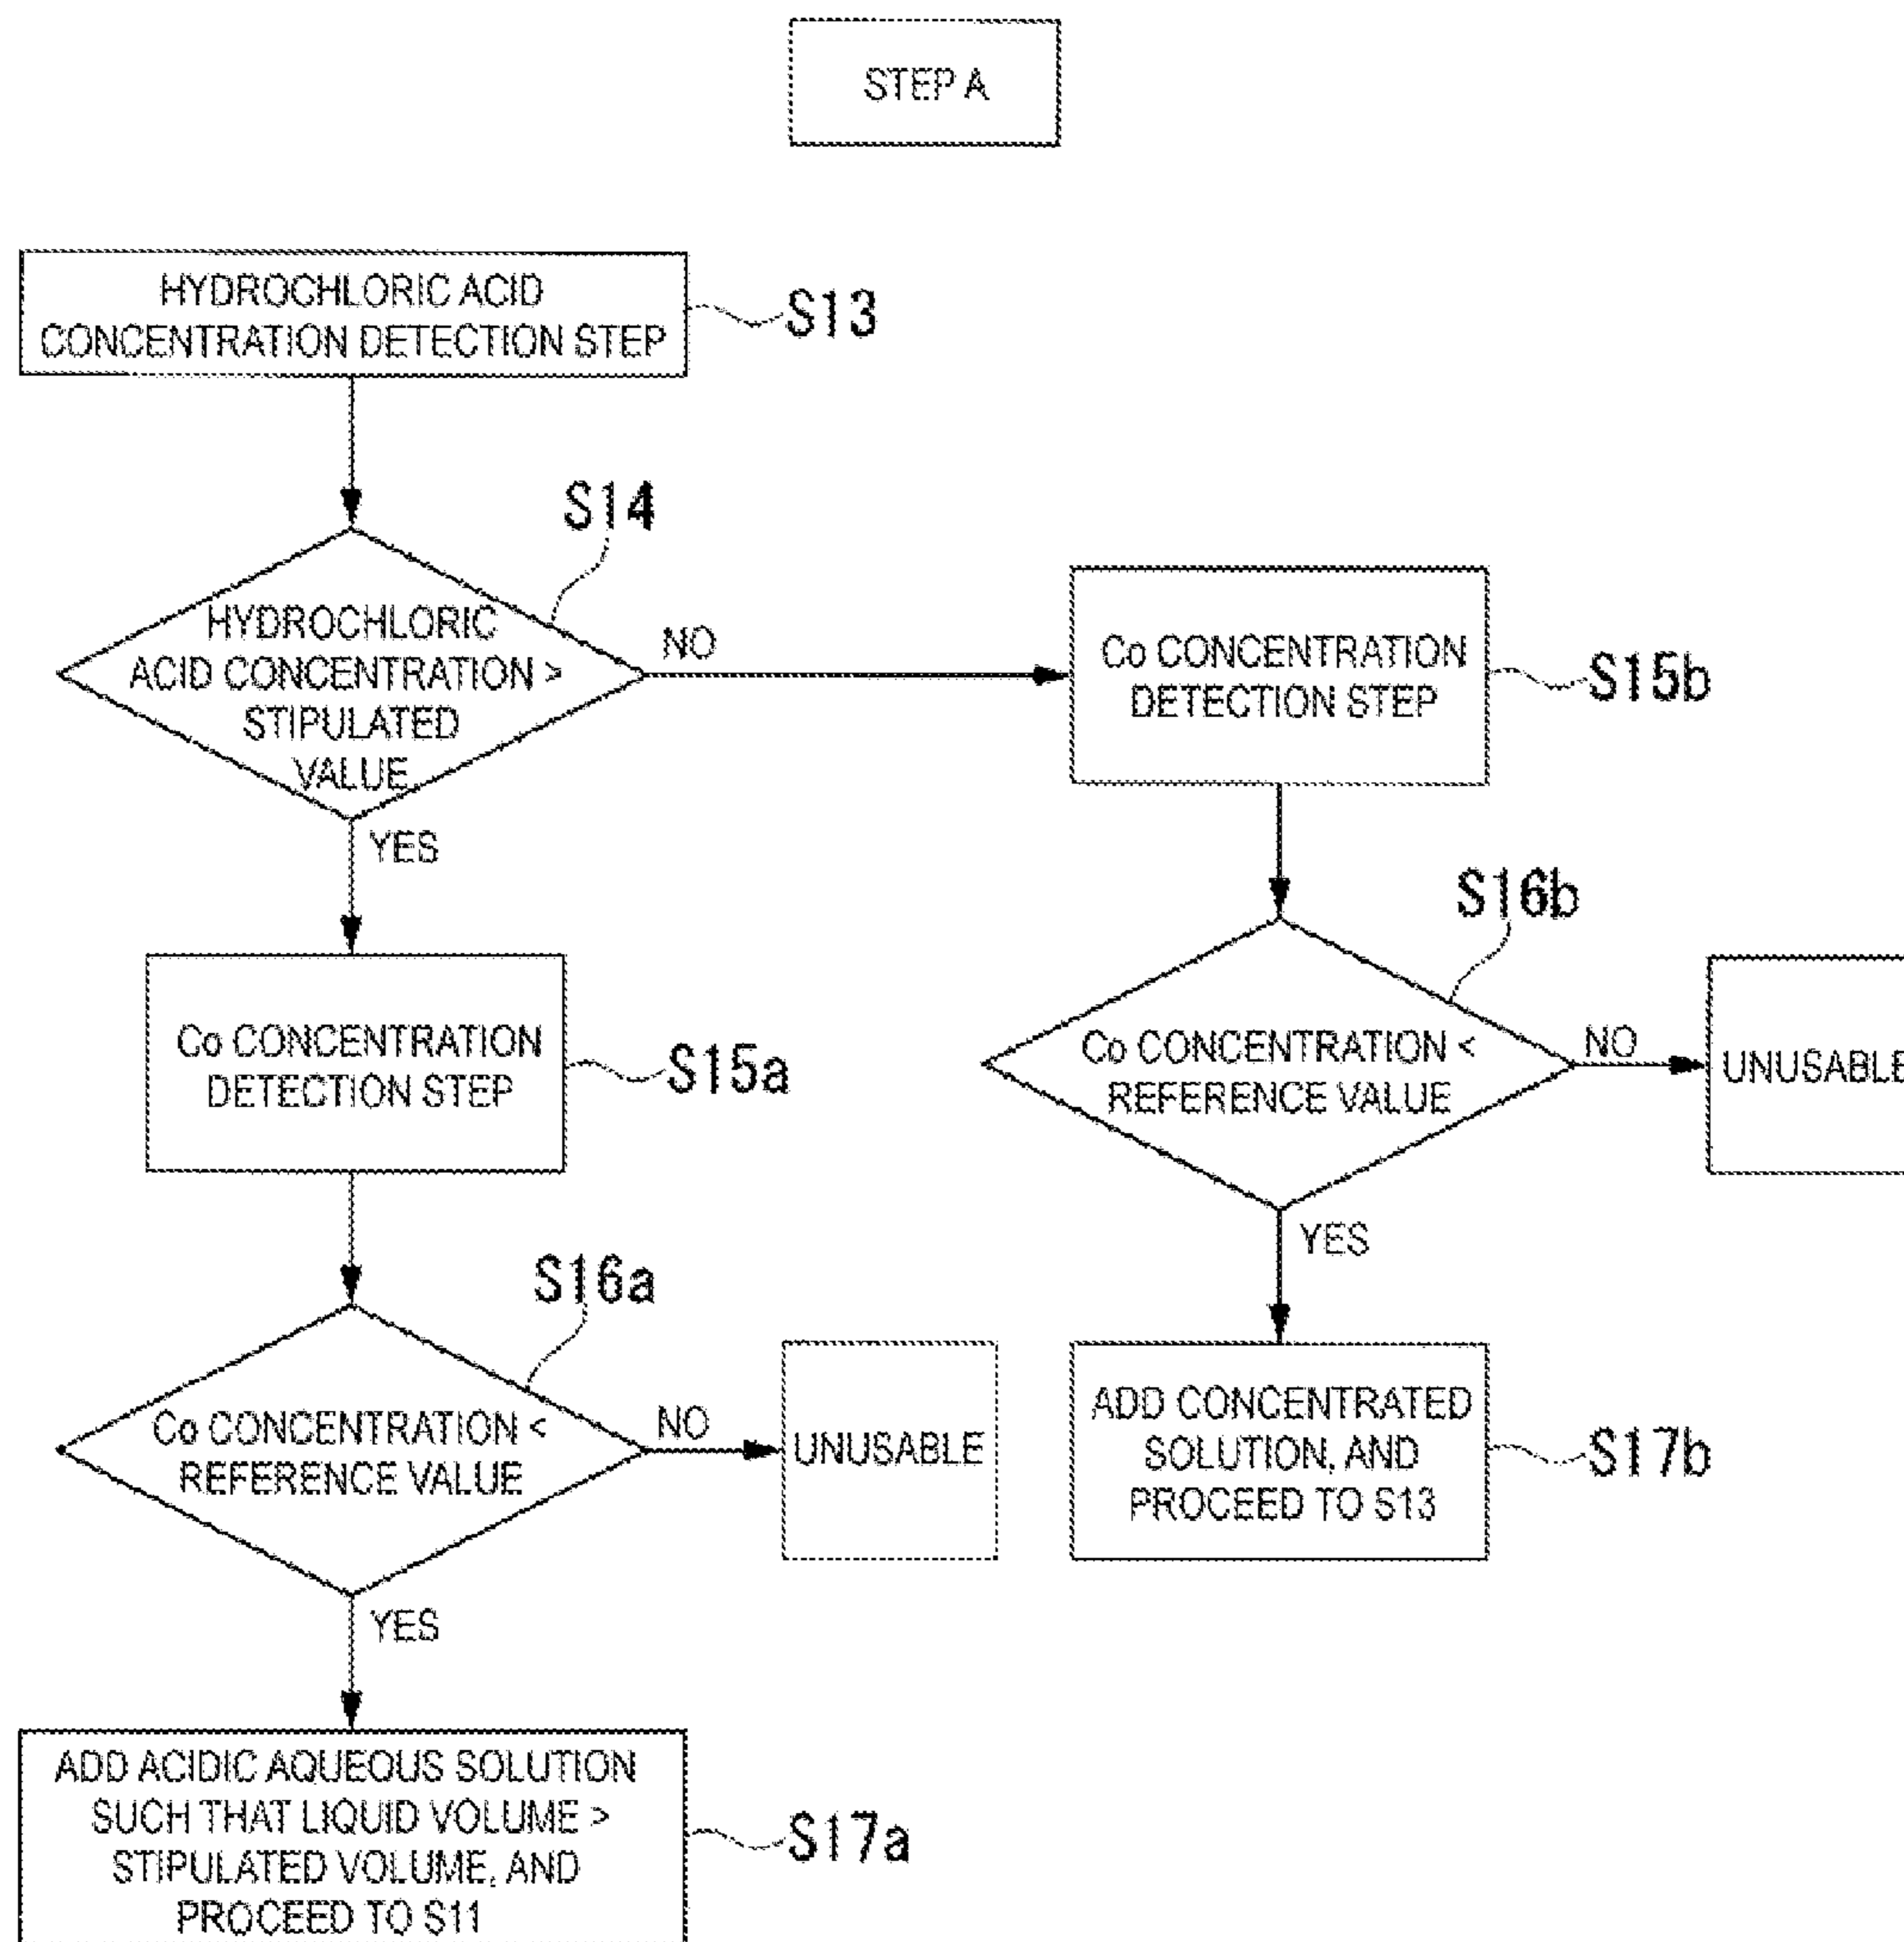 STEP A
HYDROCHLORIC ACID
CONCENTRATION DETECTION STEP
S13
S14
HYDROCHLORIC
ACID CONCENTRATION >
STIPULATED
VALUE
NO
YES
Co CONCENTRATION
DETECTION STEP
S15b
S16b
Co CONCENTRATION <
REFERENCE VALUE
NO
UNUSABLE
YES
ADD CONCENTRATED
SOLUTION, AND
PROCEED TO S13
S17b
Co CONCENTRATION
DETECTION STEP
S15a
S16a
Co CONCENTRATION <
REFERENCE VALUE
NO
UNUSABLE
YES
ADD ACIDIC AQUEOUS SOLUTION
SUCH THAT LIQUID VOLUME >
STIPULATED VOLUME, AND
PROCEED TO S11
S17a